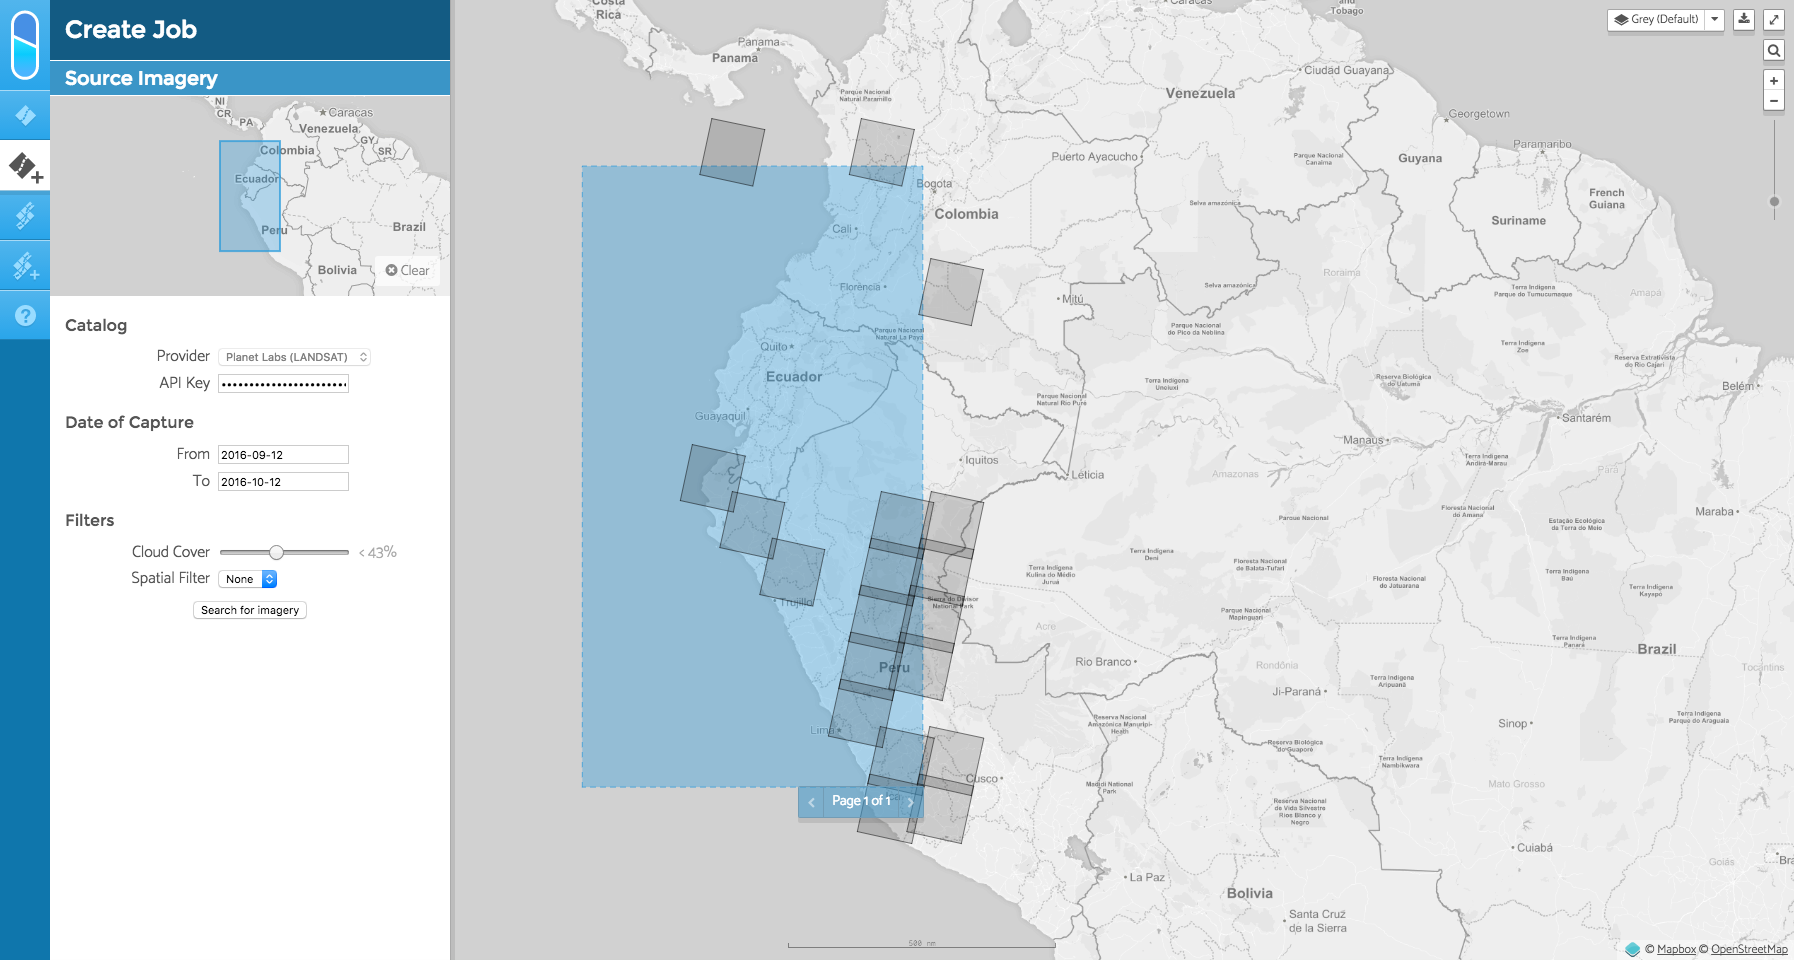 Create Job
Source Imagery
NI
CR
PA
Caracas
Venezuela
GY
SR
Colombia
Ecuador
Peru
Brazil
Bolivia
Clear
Catalog
Provider Planet Labs (LANDSAT)
API Key
Date of Capture
From 2016-09-12
To 2016-10-12
Filters
Cloud Cover < 43%
Spatial Filter None
Search for imagery
Costa
Rica
Caracas
and
Tobago
Grey (Default)
Panama
Panama
Ciudad Guayana
Parque Nacional
Natural Paramillo
Venezuela
Georgetown
Paramaribo
Puerto Ayacucho
Parque Nacional
Canaima
Guyana
Bogota
French
Guiana
Selva amazónica
Colombia
Suriname
Cali
Roraima
Selva amazónica
Florencia
Mitú
Terra Indígena
Parque do Tumucumaque
Amapá
Parque Nacional
Natural La Paya
Parque Nacional
do Pico da Neblina
Quito
Terra Indígena
Zoe
Reserva Extrativista
do Rio Cajari
Ecuador
Terra Indígena
Uneiuxi
Reserva Biológica
do Uatumã
Belém
Parque Nacional
Natural Río Puré
Guayaquil
Santarém
Manaus
Iquitos
Léticia
Amazonas
Terra Indígena
Andirá-Marau
Pará
Parque Nacional
Floresta Nacional
do Amana
Maraba
Estação Ecológica
da Terra do Meio
Terra Indígena
Deni
Floresta Nacional
de Balata-Tufari
Terra Indígena
Kulina do Médio
Juruá
Floresta Nacional
do Jatuarana
Terra Indígena
Baú
Terra Indígena
Kayapó
Trujillo
Sierra do Divisor
National Park
Parque Nacional
Mapinguari
Acre
Terra Indígena
Panará
Peru
Rio Branco
Rondônia
Brazil
Tocantins
Terra Indígena
Aripuanã
Ji-Paraná
Lima
Reserva Nacional
Amazónica Manuripi-
Heath
Sinop
Terra Indígena
Parque do Araguaia
Reserva Biológica
do Guaporé
Terra Indígena
Nambikwara
Cusco
Madidi National
Park
Mato Grosso
Page 1 of 1
Reserva Nacional
de Vida Silvestre
Ríos Blanco y
Negro
Cuiabá
Goiás
Bra
La Paz
Bolivia
Santa Cruz
de la Sierra
500 nm
© Mapbox © OpenStreetMap